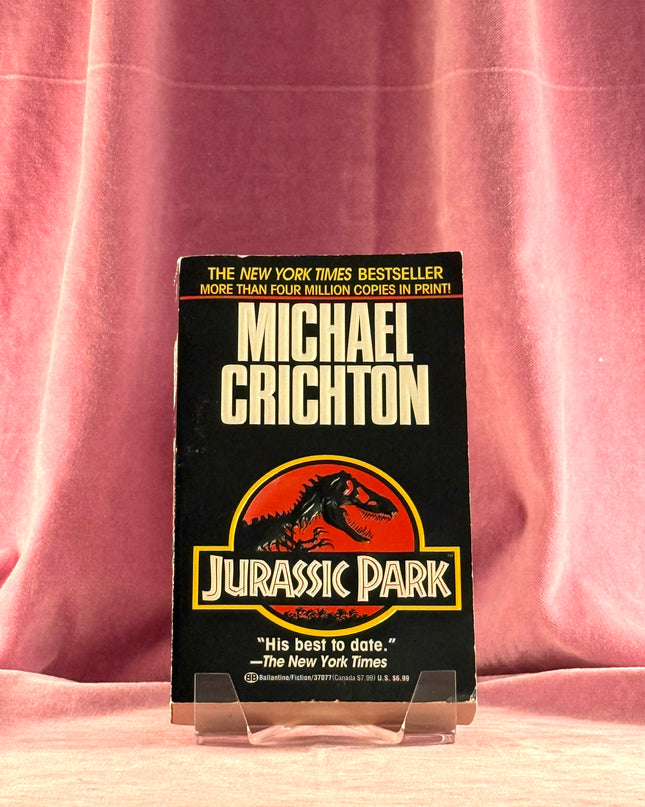 THE NEW YORK TIMES BESTSELLER
MORE THAN FOUR MILLION COPIES IN PRINT!
MICHAEL
CRICHTON
JURASSIC PARK
"His best to date."
—The New York Times
BB Ballantine/Fiction/37077 (Canada $7.99) U.S. $6.99